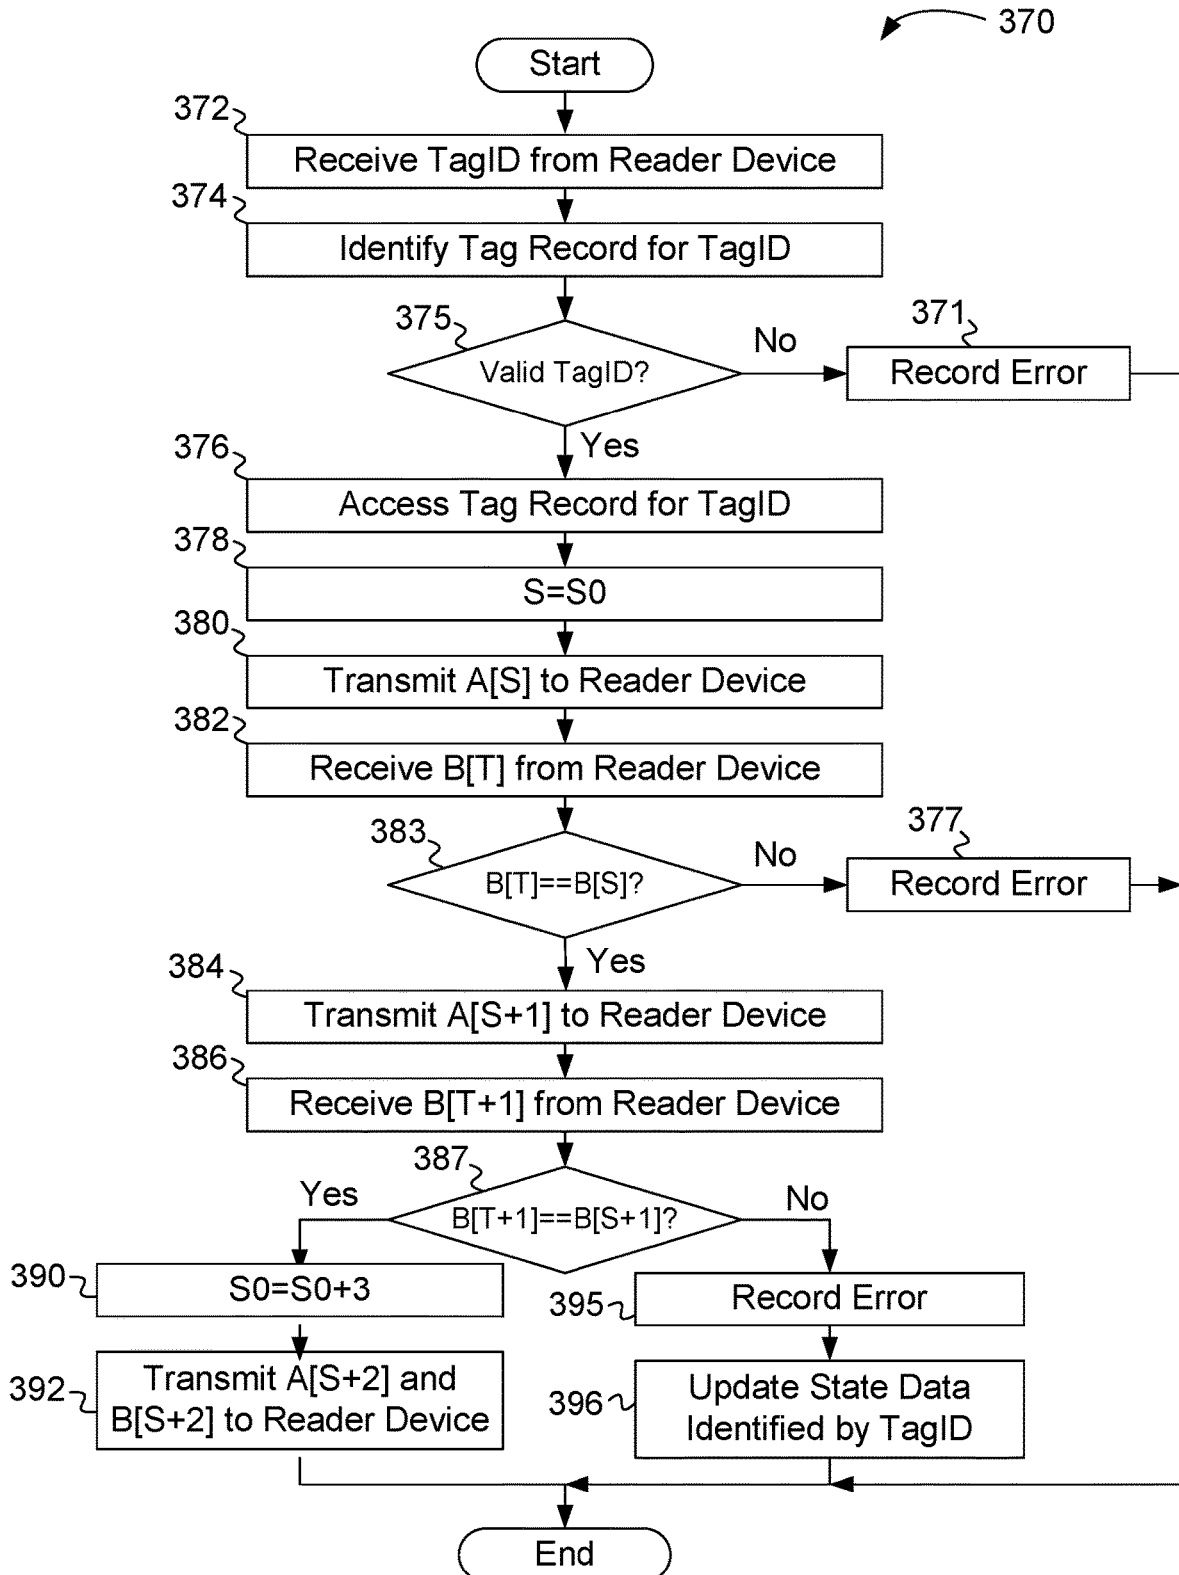 370
Start
372
Receive TagID from Reader Device
374
Identify Tag Record for TagID
375
Valid TagID?
No
371
Record Error
Yes
376
Access Tag Record for TagID
378
S=S0
380
Transmit A[S] to Reader Device
382
Receive B[T] from Reader Device
383
B[T]==B[S]?
No
377
Record Error
Yes
384
Transmit A[S+1] to Reader Device
386
Receive B[T+1] from Reader Device
387
B[T+1]==B[S+1]?
Yes
No
390
S0=S0+3
395
Record Error
392
Transmit A[S+2] and
B[S+2] to Reader Device
396
Update State Data
Identified by TagID
End